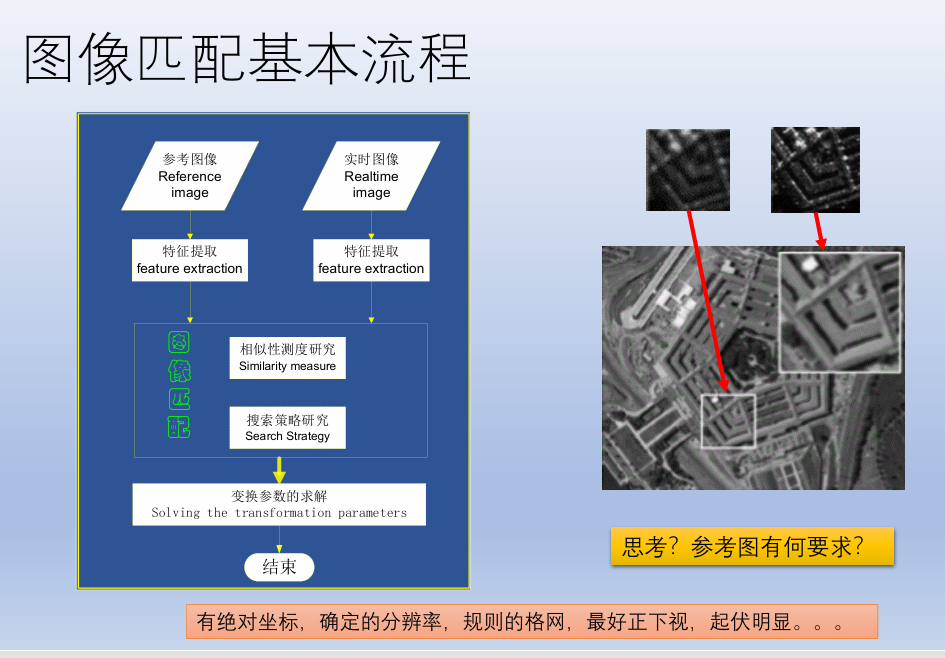 图像匹配基本流程
参考图像
Reference
image
实时图像
Realtime
image
特征提取
feature extraction
特征提取
feature extraction
图
像
匹
配
相似性测度研究
Similarity measure
搜索策略研究
Search Strategy
变换参数的求解
Solving the transformation parameters
结束
思考？参考图有何要求？
有绝对坐标，确定的分辨率，规则的格网，最好正下视，起伏明显。。。